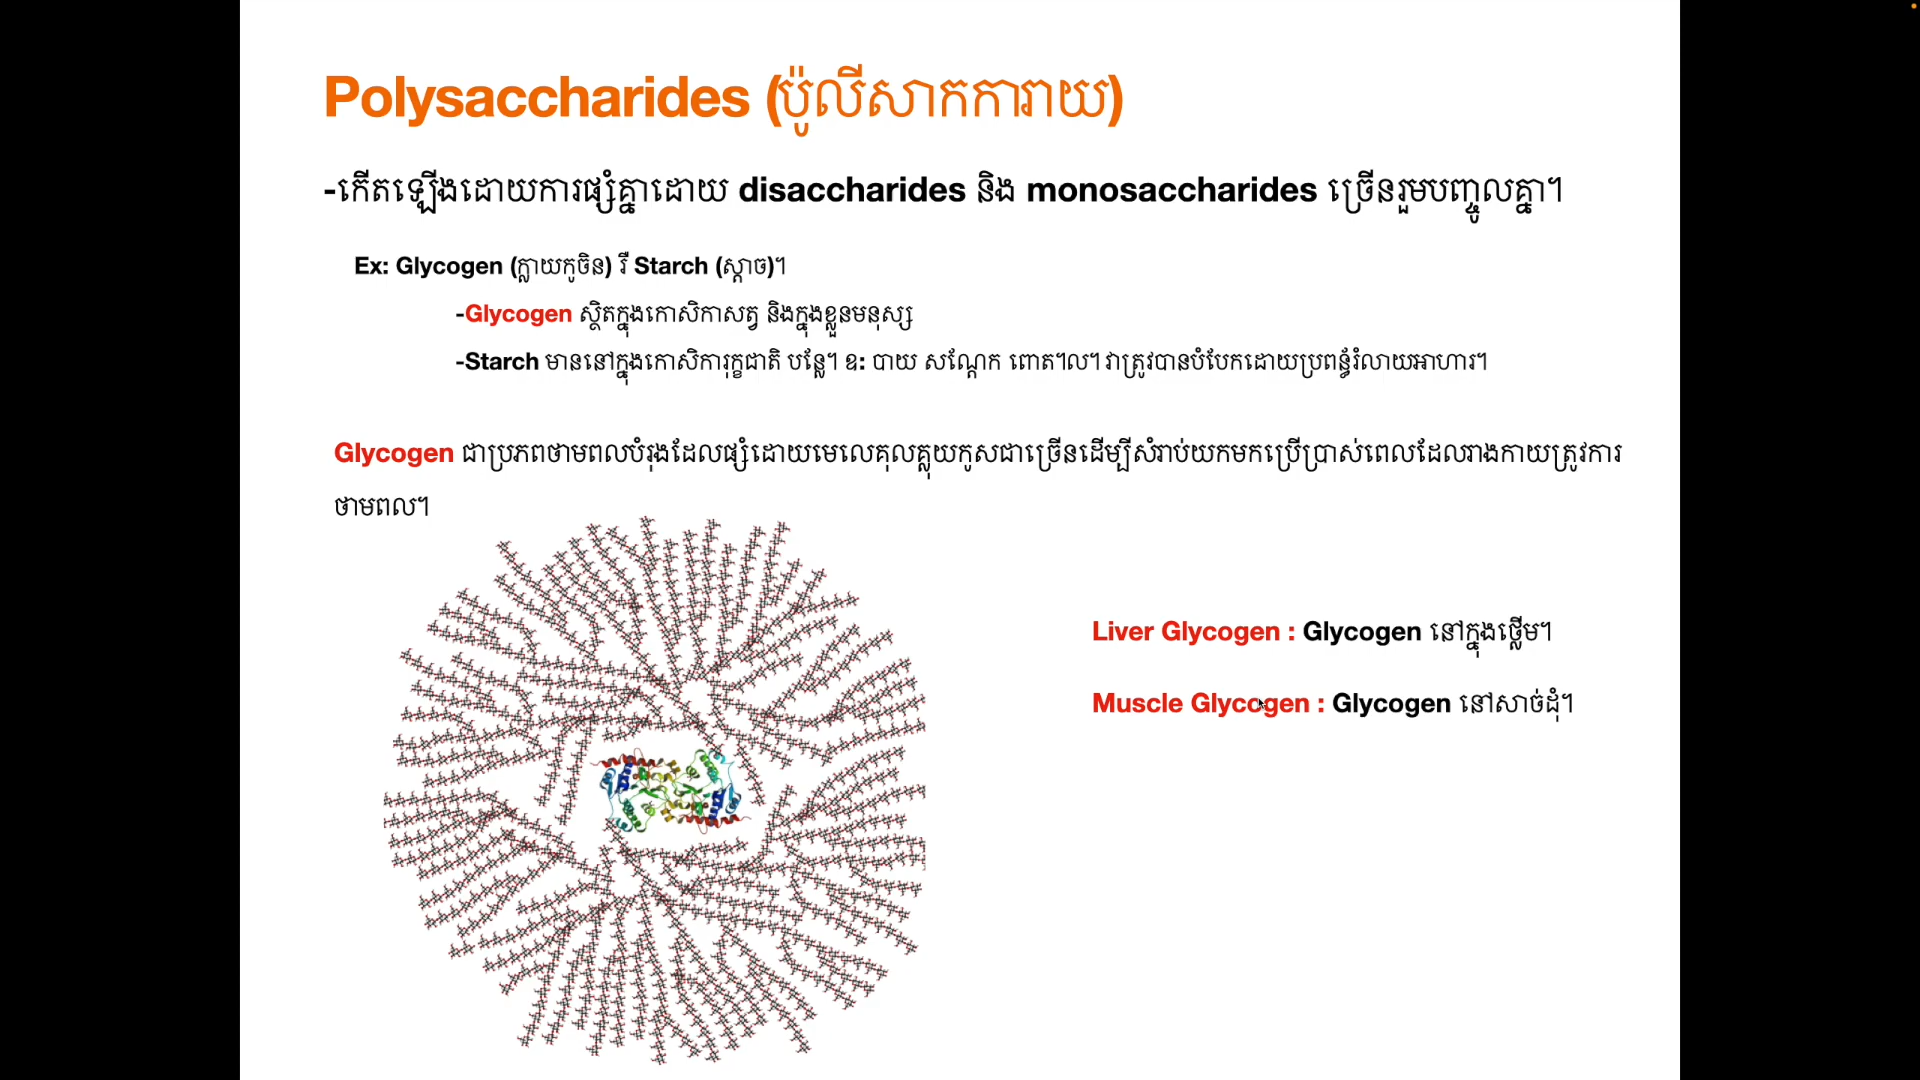 Polysaccharides (ប៉ូលីសាកការាយ)
-កើតឡើងដោយការផ្សំគ្នាដោយ disaccharides និង monosaccharides ច្រើនរួមបញ្ចូលគ្នា។
Ex: Glycogen (ក្លាយកូចិន) រឺ Starch (ស្តាច)។
-Glycogen ស្ថិតក្នុងកោសិកាសត្វ និងក្នុងខ្លួនមនុស្ស
-Starch មាននៅក្នុងកោសិការុក្ខជាតិ បន្លែ។ ឧ: បាយ សណ្តែក ពោត។ល។ វាត្រូវបានបំបែកដោយប្រពន្ធ័រំលាយអាហារ។
Glycogen ជាប្រភពថាមពលបំរុងដែលផ្សំដោយមេលេគុលគ្លុយកូសជាច្រើនដើម្បីសំរាប់យកមកប្រើប្រាស់ពេលដែលរាងកាយត្រូវការ
ថាមពល។
Liver Glycogen : Glycogen នៅក្នុងថ្លើម។
Muscle Glycogen : Glycogen នៅសាច់ដុំ។